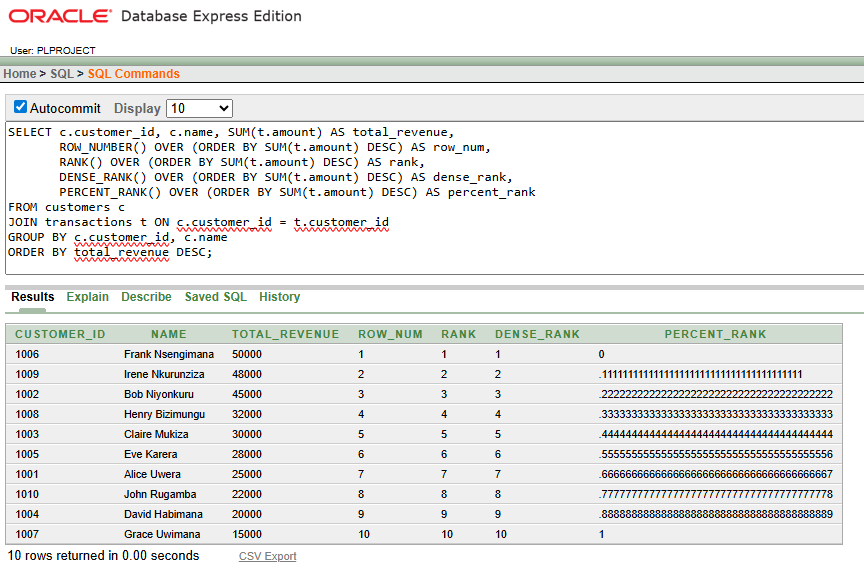 ORACLE® Database Express Edition
User: PLPROJECT
Home > SQL > SQL Commands
Autocommit Display 10
SELECT c.customer_id, c.name, SUM(t.amount) AS total_revenue,
ROW_NUMBER() OVER (ORDER BY SUM(t.amount) DESC) AS row_num,
RANK() OVER (ORDER BY SUM(t.amount) DESC) AS rank,
DENSE_RANK() OVER (ORDER BY SUM(t.amount) DESC) AS dense_rank,
PERCENT_RANK() OVER (ORDER BY SUM(t.amount) DESC) AS percent_rank
FROM customers c
JOIN transactions t ON c.customer_id = t.customer_id
GROUP BY c.customer_id, c.name
ORDER BY total_revenue DESC;
Results Explain Describe Saved SQL History
CUSTOMER_ID NAME TOTAL_REVENUE ROW_NUM RANK DENSE_RANK PERCENT_RANK
1006 Frank Nsengimana 50000 1 1 1 0
1009 Irene Nkurunziza 48000 2 2 2 .1111111111111111111111111111111111111111
1002 Bob Niyonkuru 45000 3 3 3 .2222222222222222222222222222222222222222
1008 Henry Bizimungu 32000 4 4 4 .3333333333333333333333333333333333333333
1003 Claire Mukiza 30000 5 5 5 .4444444444444444444444444444444444444444
1005 Eve Karera 28000 6 6 6 .5555555555555555555555555555555555555556
1001 Alice Uwera 25000 7 7 7 .6666666666666666666666666666666666666667
1010 John Rugamba 22000 8 8 8 .7777777777777777777777777777777777777778
1004 David Habimana 20000 9 9 9 .8888888888888888888888888888888888888889
1007 Grace Uwimana 15000 10 10 10 1
10 rows returned in 0.00 seconds CSV Export